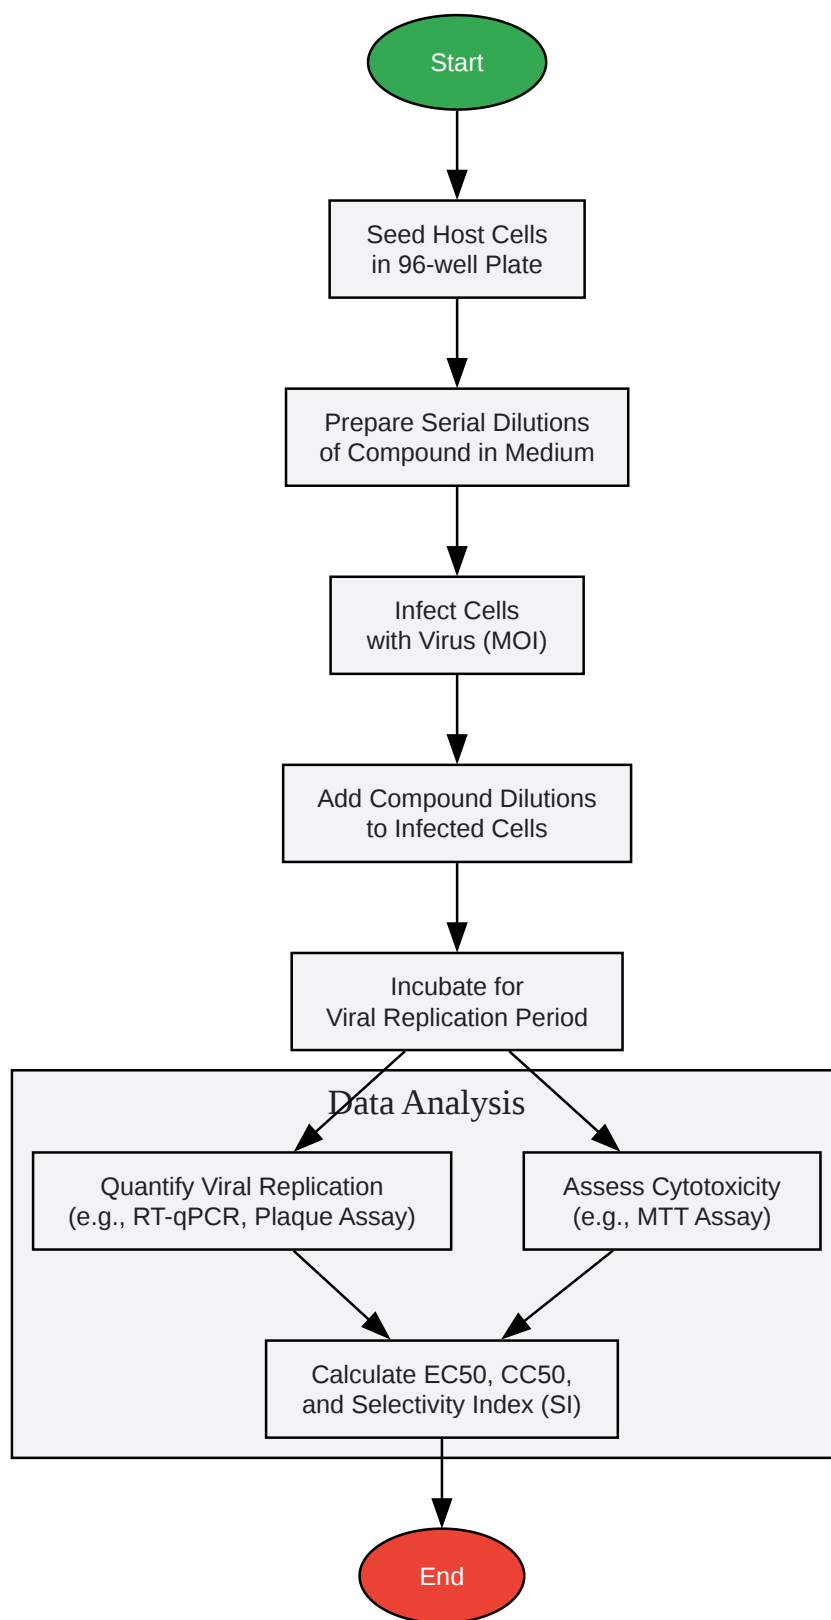 Start
Seed Host Cells
in 96-well Plate
Prepare Serial Dilutions
of Compound in Medium
Infect Cells
with Virus (MOI)
Add Compound Dilutions
to Infected Cells
Incubate for
Viral Replication Period
Data Analysis
Quantify Viral Replication
(e.g., RT-qPCR, Plaque Assay)
Assess Cytotoxicity
(e.g., MTT Assay)
Calculate EC50, CC50,
and Selectivity Index (SI)
End